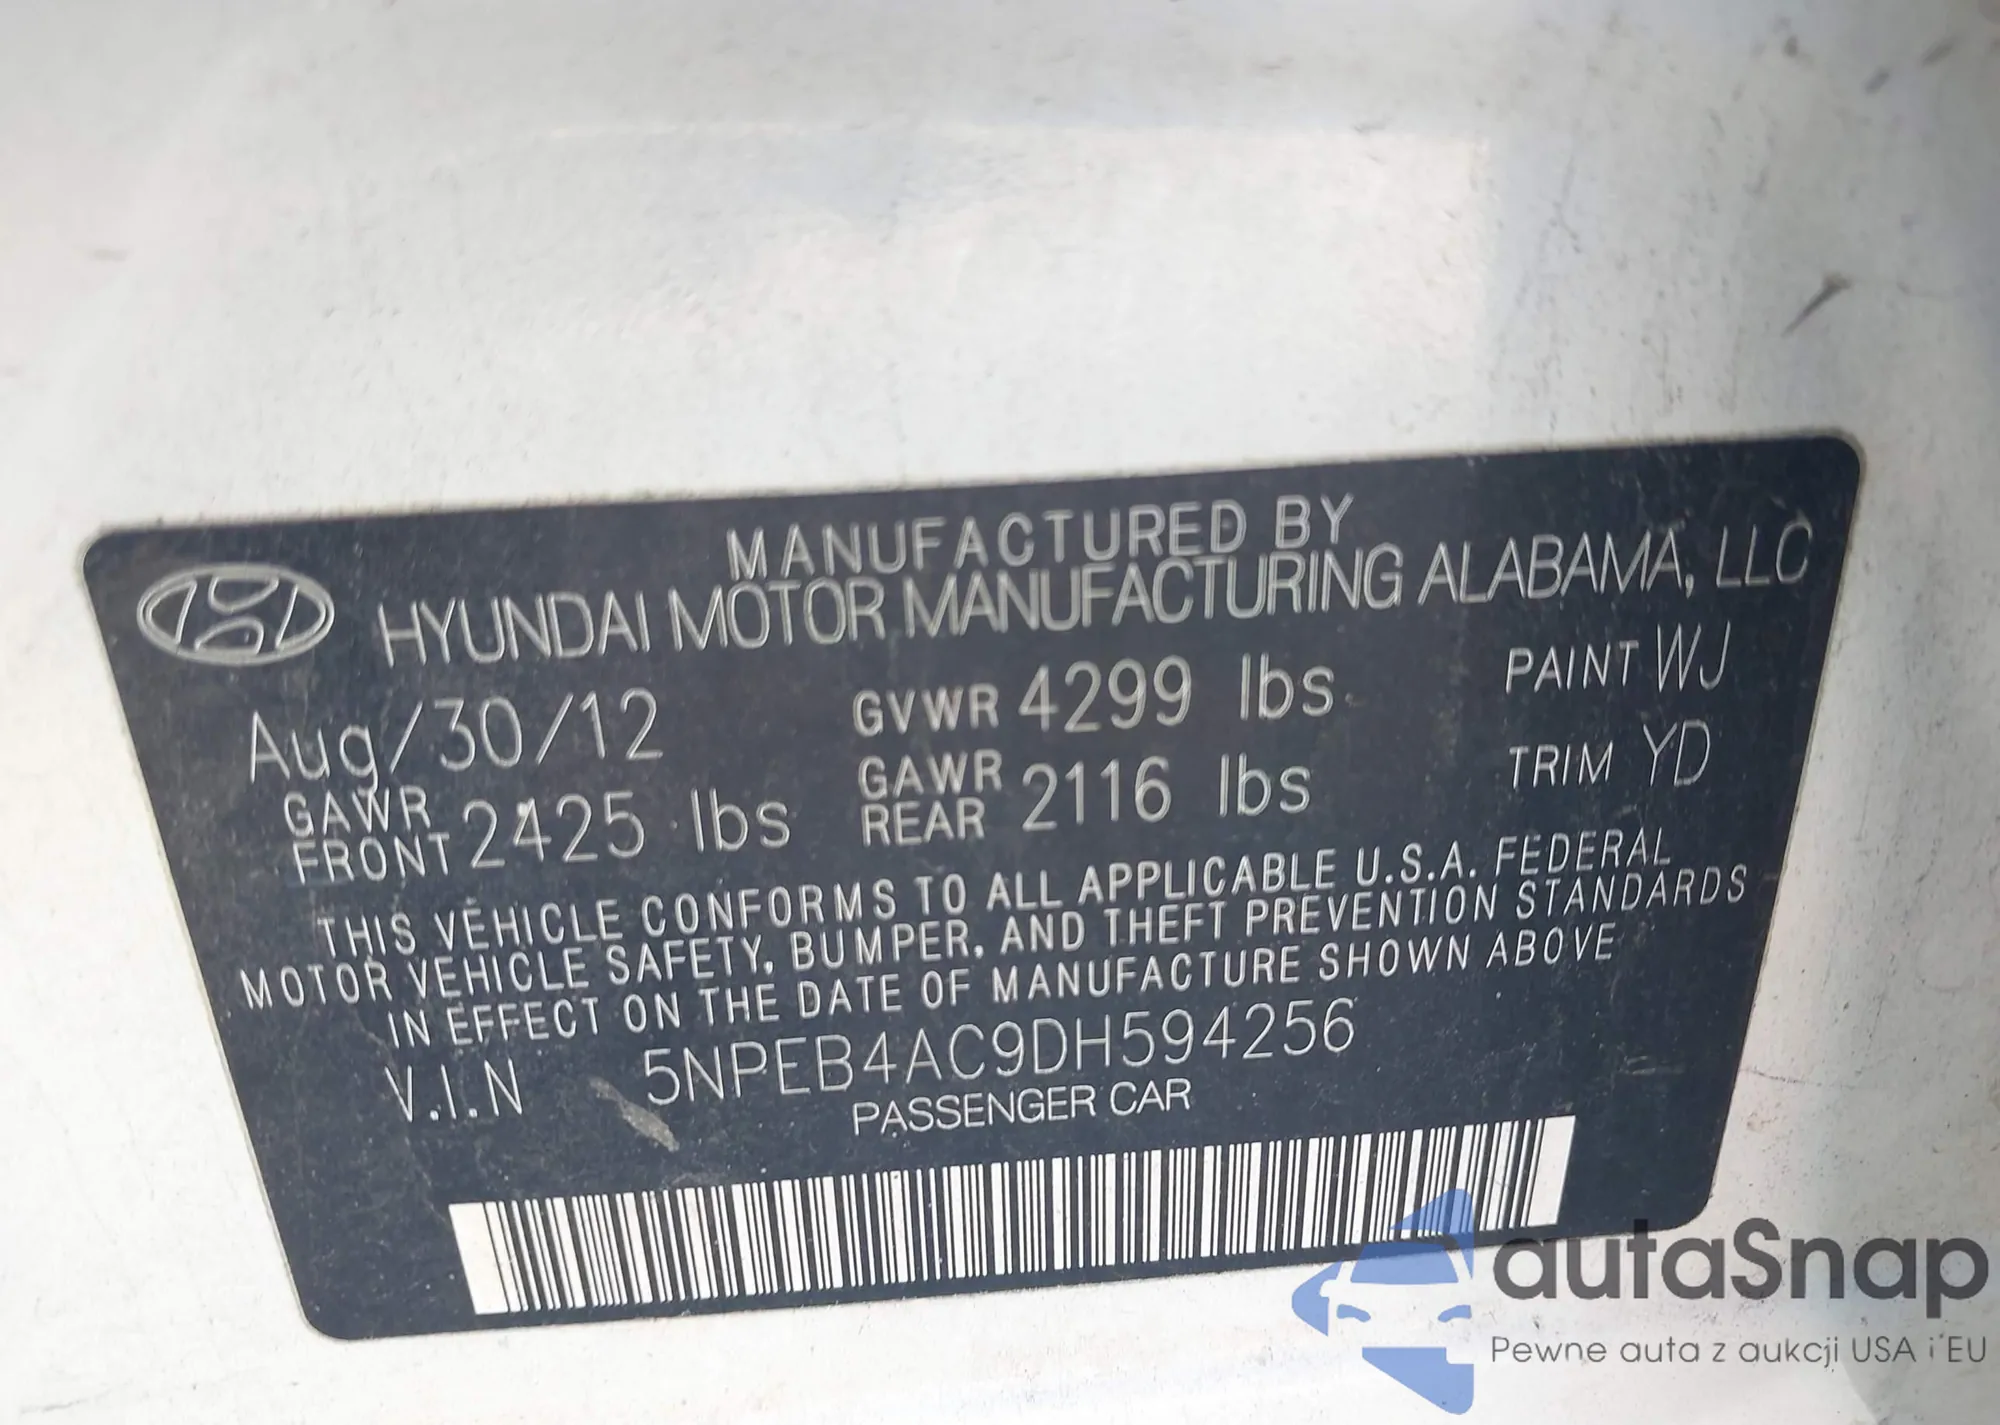 MANUFACTURED BY
HYUNDAI MOTOR MANUFACTURING ALABAMA, LLC
Aug/30/12 GVWR 4299 lbs PAINT WJ
GAWR FRONT 2425 lbs GAWR REAR 2116 lbs TRIM YD
THIS VEHICLE CONFORMS TO ALL APPLICABLE U.S.A. FEDERAL
MOTOR VEHICLE SAFETY, BUMPER, AND THEFT PREVENTION STANDARDS
IN EFFECT ON THE DATE OF MANUFACTURE SHOWN ABOVE
V.I.N 5NPEB4AC9DH594256
PASSENGER CAR
autaSnap
Pewne auta z aukcji USA i EU